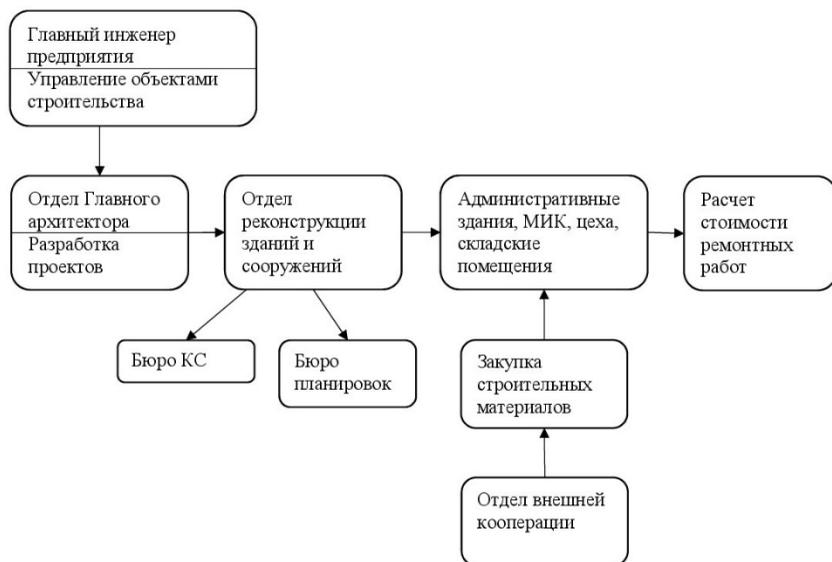 Главный инженер
предприятия
Управление объектами
строительства
Отдел Главного
архитектора
Разработка
проектов
Отдел
реконструкции
зданий и
сооружений
Административные
здания, МИК, цеха,
складские
помещения
Расчет
стоимости
ремонтных
работ
Бюро КС
Бюро
планировок
Закупка
строительных
материалов
Отдел внешней
кооперации